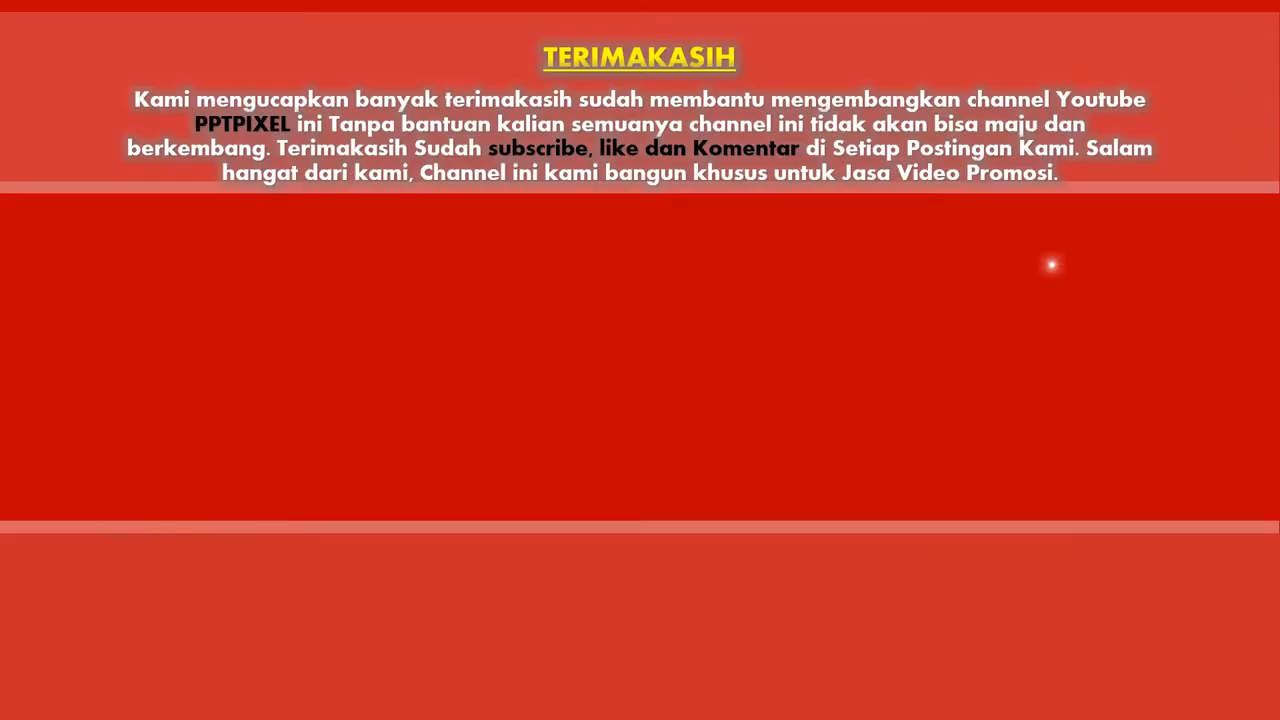 TERIMAKASIH
Kami mengucapkan banyak terimakasih sudah membantu mengembangkan channel Youtube
PPTPIXEL ini Tanpa bantuan kalian semuanya channel ini tidak akan bisa maju dan
berkembang. Terimakasih Sudah subscribe, like dan Komentar di Setiap Postingan Kami. Salam
hangat dari kami, Channel ini kami bangun khusus untuk Jasa Video Promosi.